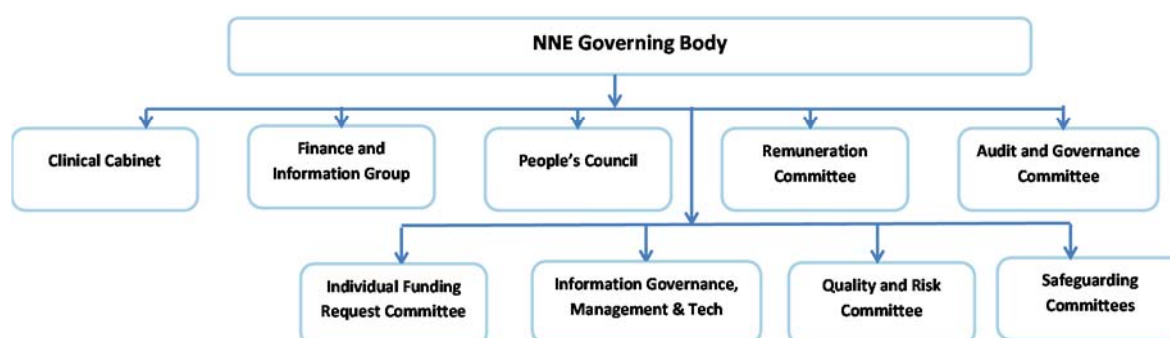 NNE Governing Body
Clinical Cabinet
Finance and
Information Group
People's Council
Remuneration
Committee
Audit and Governance
Committee
Individual Funding
Request Committee
Information Governance,
Management & Tech
Quality and Risk
Committee
Safeguarding
Committees